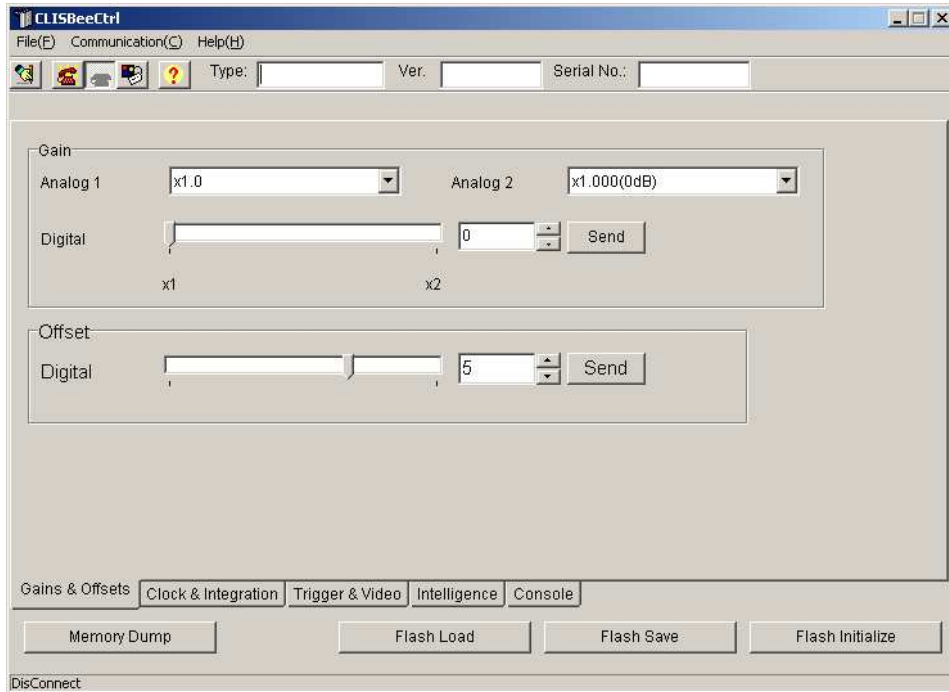 CLISBeeCtrl
File(F) Communication(C) Help(H)
Type: Ver. Serial No.:
Gain
Analog 1 x1.0 Analog 2 x1.000(0dB)
Digital 0 Send
x1 x2
Offset
Digital 5 Send
Gains & Offsets Clock & Integration Trigger & Video Intelligence Console
Memory Dump Flash Load Flash Save Flash Initialize
DisConnect